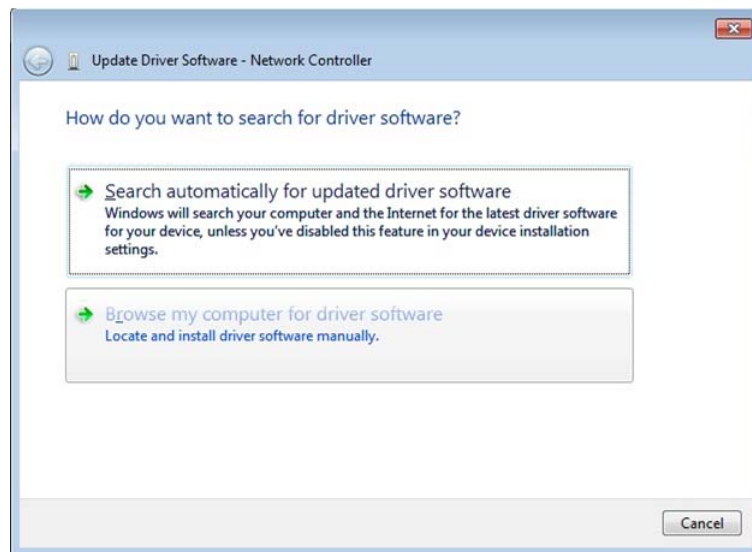 Update Driver Software - Network Controller
How do you want to search for driver software?
Search automatically for updated driver software
Windows will search your computer and the Internet for the latest driver software
for your device, unless you've disabled this feature in your device installation
settings.
Browse my computer for driver software
Locate and install driver software manually.
Cancel